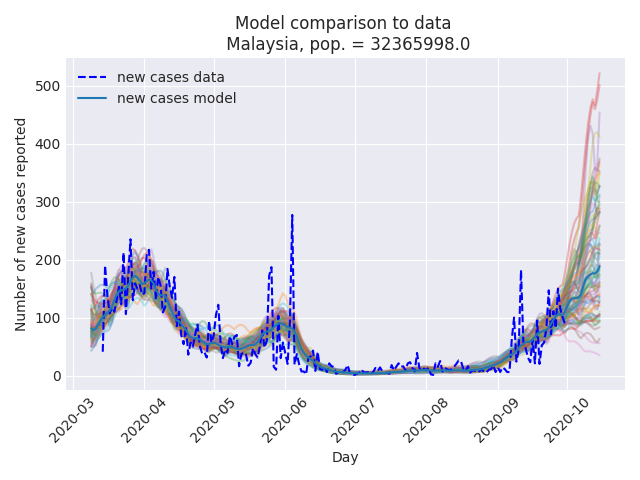 Model comparison to data
Malaysia, pop. = 32365998.0
new cases data
new cases model
Number of new cases reported
500
400
300
200
100
0
2020-03
2020-04
2020-05
2020-06
2020-07
2020-08
2020-09
2020-10
Day